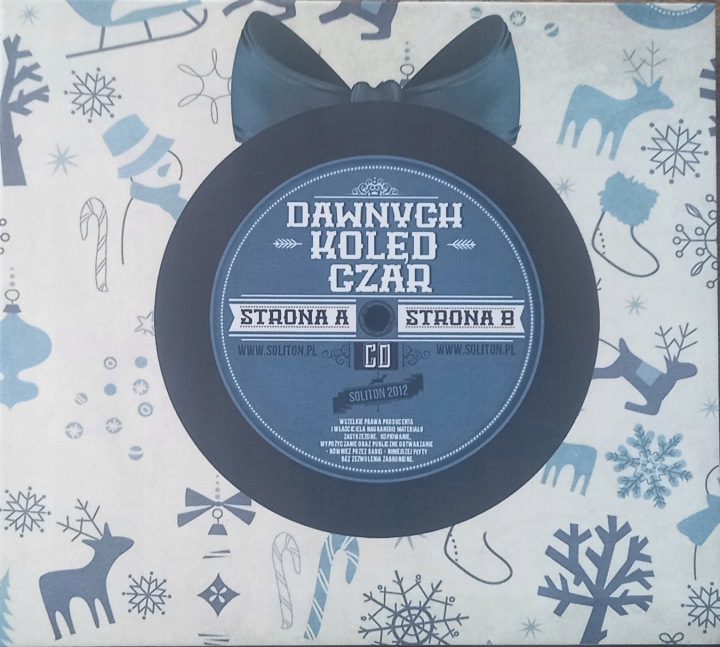 DAWNYCH
KOLĘD
CZAR
STRONA A STRONA B
WWW.SOLITON.PL CD WWW.SOLITON.PL
SOLITON 2012
WSZELKIE PRAWA PRODUCENTA
I WŁAŚCICIELA NAGRANEGO MATERIAŁU
ZASTRZEŻONE. KOPIOWANIE,
WYPOŻYCZANIE ORAZ PUBLICZNE ODTWARZANIE
- RÓWNIEŻ PRZEZ RADIO - NINIEJSZEJ PŁYTY
BEZ ZEZWOLENIA ZABRONIONE.